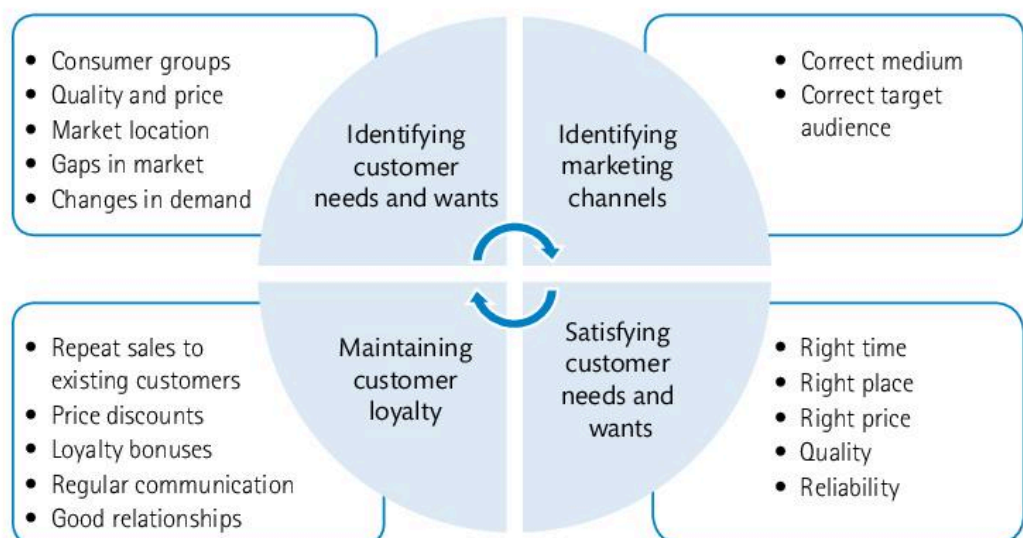 • Consumer groups
• Quality and price
• Market location
• Gaps in market
• Changes in demand
Identifying
customer
needs and wants
Identifying
marketing
channels
• Correct medium
• Correct target
audience
• Repeat sales to
existing customers
• Price discounts
• Loyalty bonuses
• Regular communication
• Good relationships
Maintaining
customer
loyalty
Satisfying
customer
needs and
wants
• Right time
• Right place
• Right price
• Quality
• Reliability